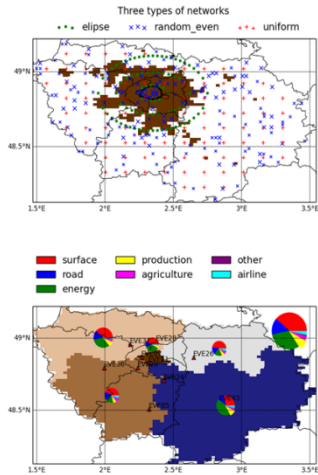 Three types of networks
elipse random_even uniform
49°N
48.5°N
1.5°E 2°E 2.5°E 3°E 3.5°E
surface production other
road agriculture airline
energy
49°N
EVE26
48.5°N
1.5°E 2°E 2.5°E 3°E 3.5°E